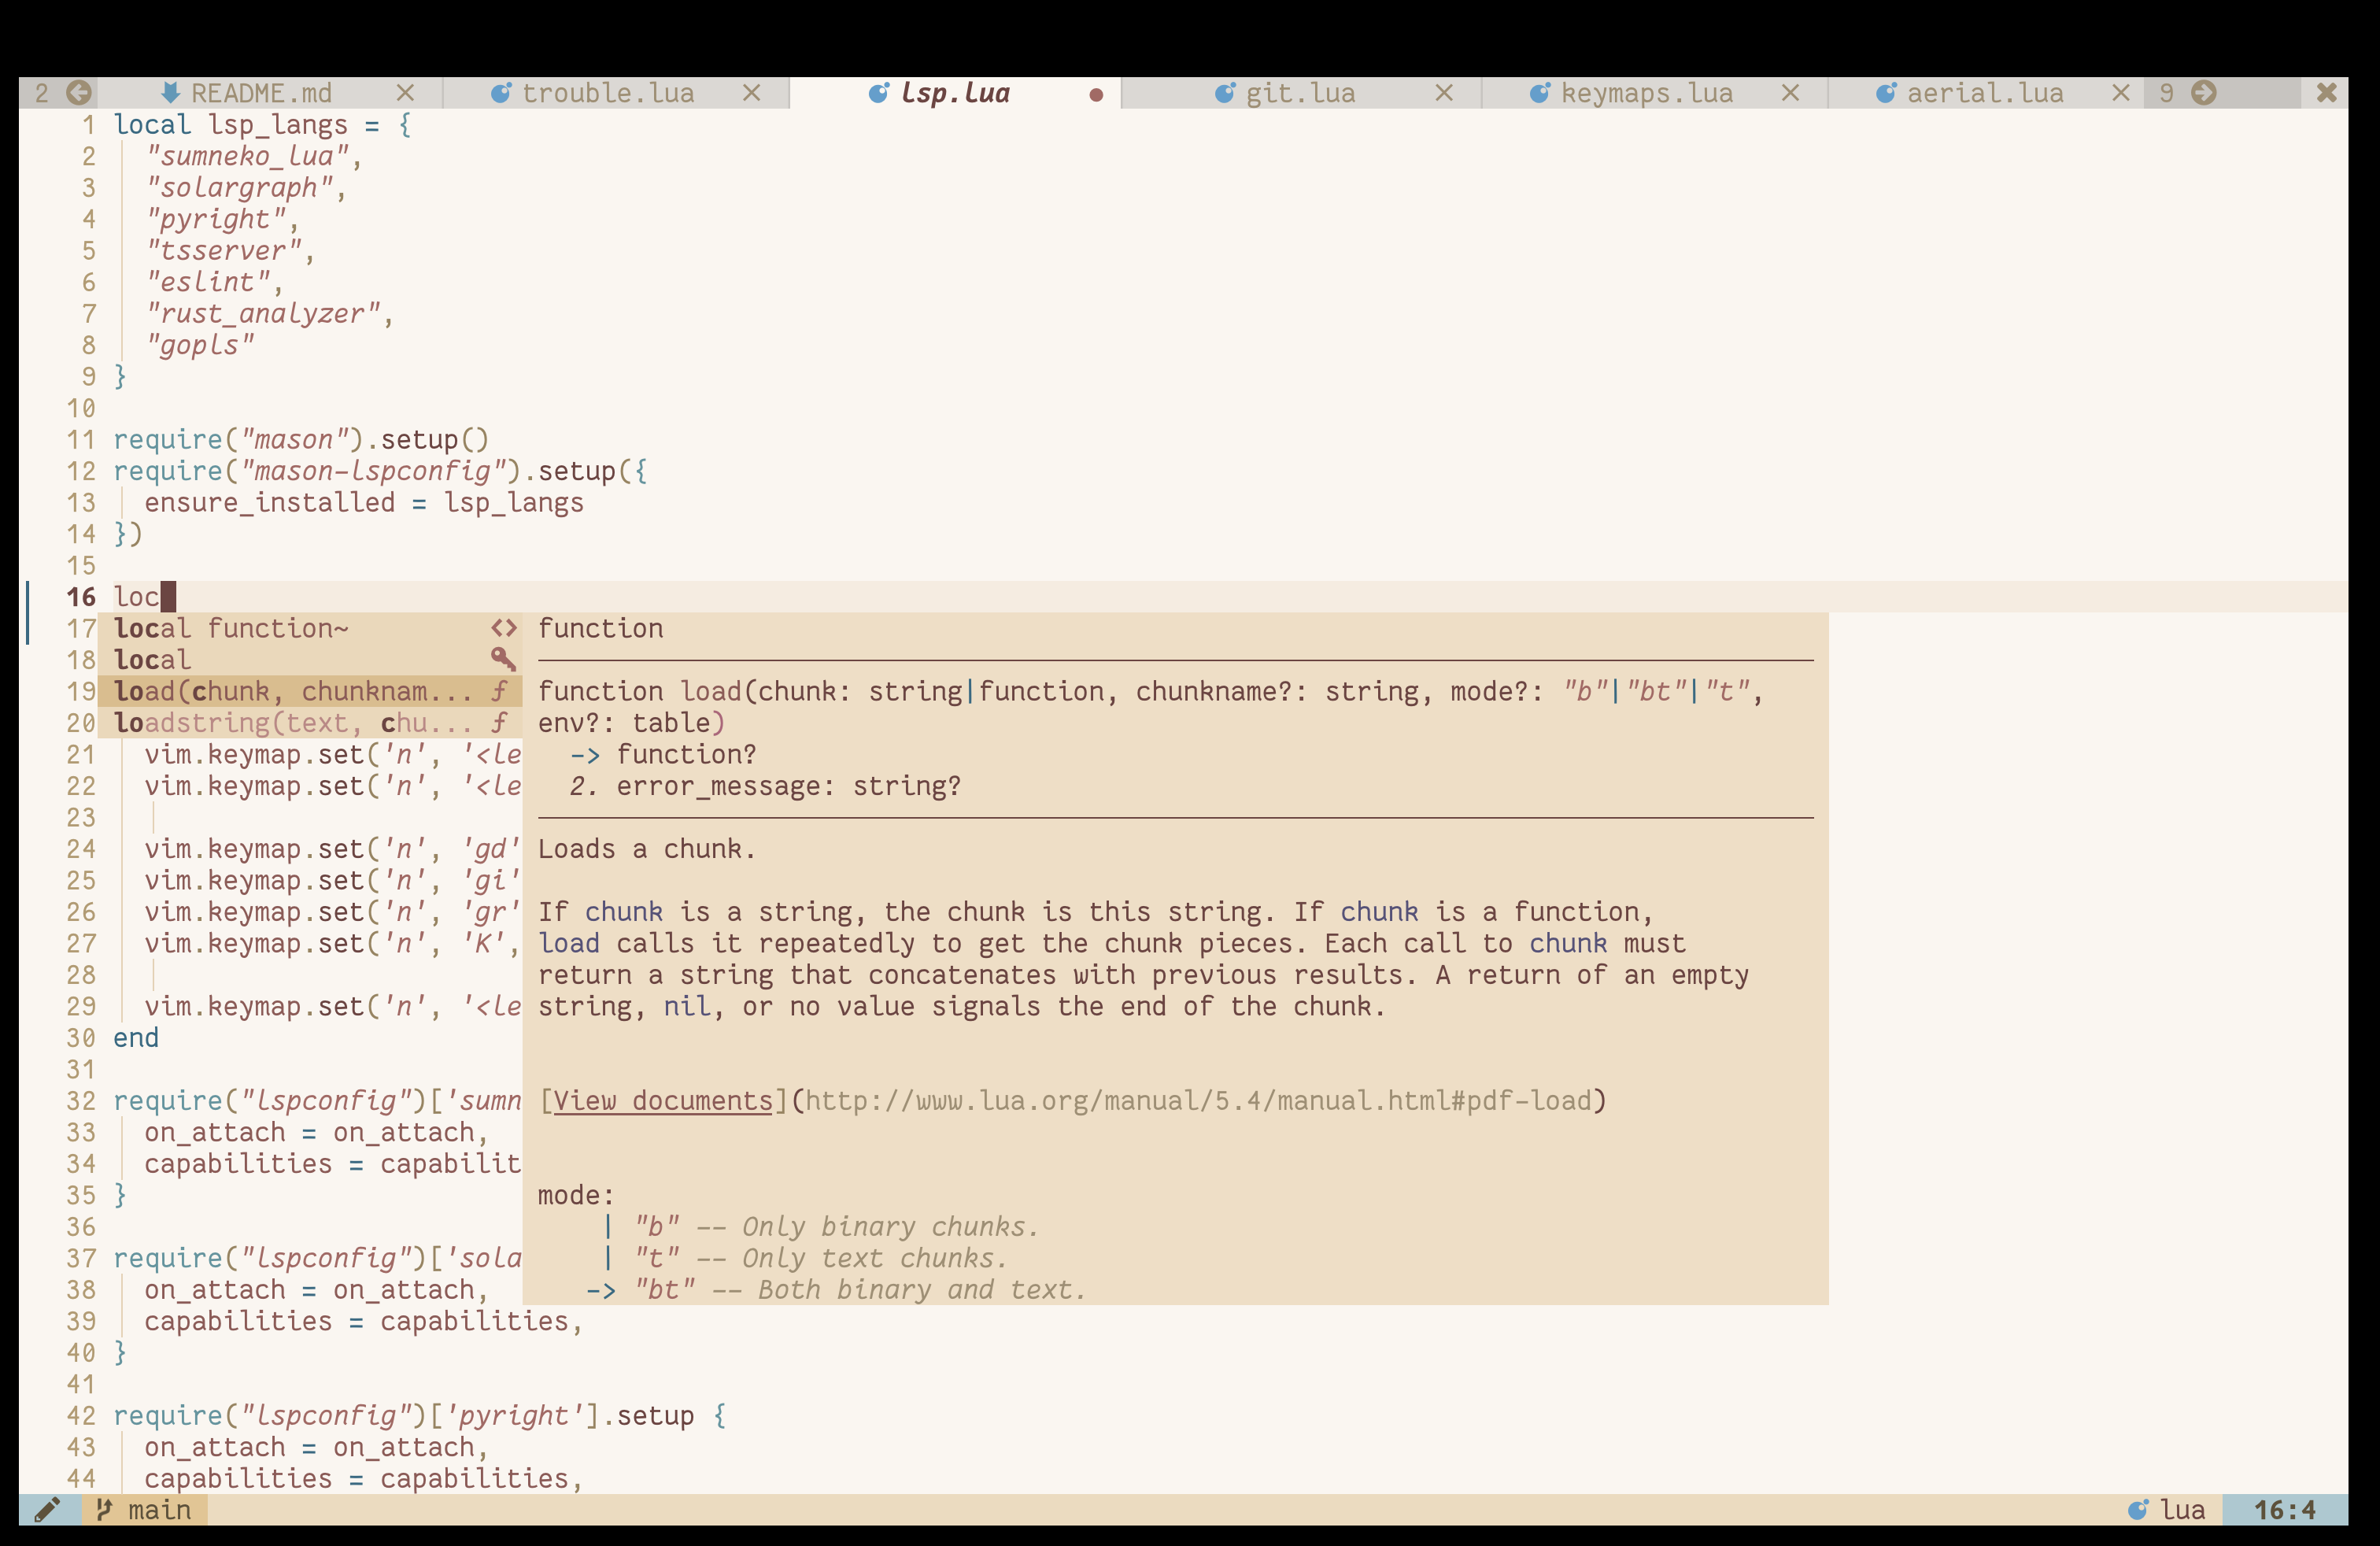 2 README.md × trouble.lua × lsp.lua ● git.lua × keymaps.lua × aerial.lua × 9
1 local lsp_langs = {
2 "sumneko_lua",
3 "solargraph",
4 "pyright",
5 "tsserver",
6 "eslint",
7 "rust_analyzer",
8 "gopls"
9 }
10
11 require("mason").setup()
12 require("mason-lspconfig").setup({
13 ensure_installed = lsp_langs
14 })
15
16 loc
17 local function~ <> function
18 local
19 load(chunk, chunknam... ƒ function load(chunk: string|function, chunkname?: string, mode?: "b"|"bt"|"t",
20 loadstring(text, chu... ƒ env?: table)
21 vim.keymap.set('n', '<le -> function?
22 vim.keymap.set('n', '<le 2. error_message: string?
23
24 vim.keymap.set('n', 'gd' Loads a chunk.
25 vim.keymap.set('n', 'gi'
26 vim.keymap.set('n', 'gr' If chunk is a string, the chunk is this string. If chunk is a function,
27 vim.keymap.set('n', 'K', load calls it repeatedly to get the chunk pieces. Each call to chunk must
28 return a string that concatenates with previous results. A return of an empty
29 vim.keymap.set('n', '<le string, nil, or no value signals the end of the chunk.
30 end
31
32 require("lspconfig")['sumn [View documents](http://www.lua.org/manual/5.4/manual.html#pdf-load)
33 on_attach = on_attach,
34 capabilities = capabilit
35 } mode:
36 | "b" -- Only binary chunks.
37 require("lspconfig")['sola | "t" -- Only text chunks.
38 on_attach = on_attach, -> "bt" -- Both binary and text.
39 capabilities = capabilities,
40 }
41
42 require("lspconfig")['pyright'].setup {
43 on_attach = on_attach,
44 capabilities = capabilities,
main lua 16:4